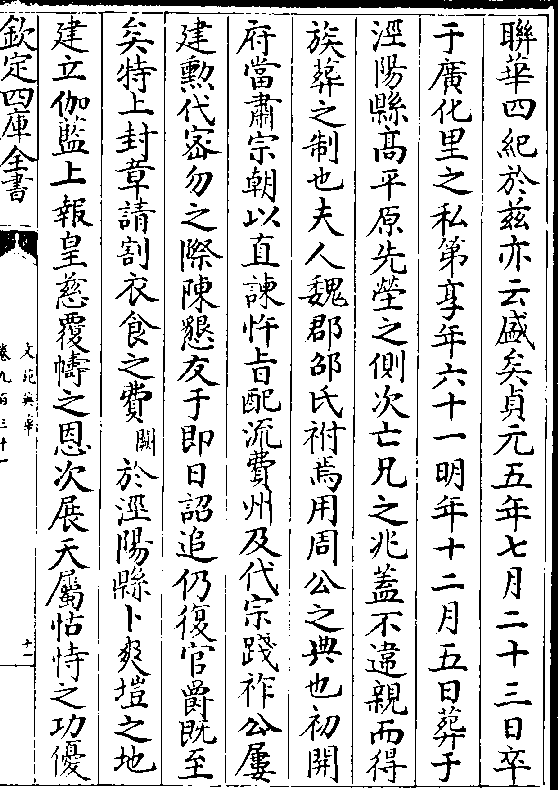 聯華四紀於兹亦云盛矣貞元五年七月二十三日卒
于廣化里之私第享年六十一明年十二月五日葬于
涇陽縣髙平原先塋之側次亡兄之兆蓋不違親而得
族葬之制也夫人魏郡邵氏祔焉用周公之典也初開
府當肅宗朝以直諫忤旨配流費州及代宗踐祚公屢
建勲代宻勿之際陳懇友于即日詔追仍復官爵既至
矣特上封章請割衣食之費闕於涇陽縣卜爽塏之地
建立伽藍上報皇慈覆幬之恩次展天屬怙恃之功優
欽定四庫全書
文苑英華
卷九百三十一
十二